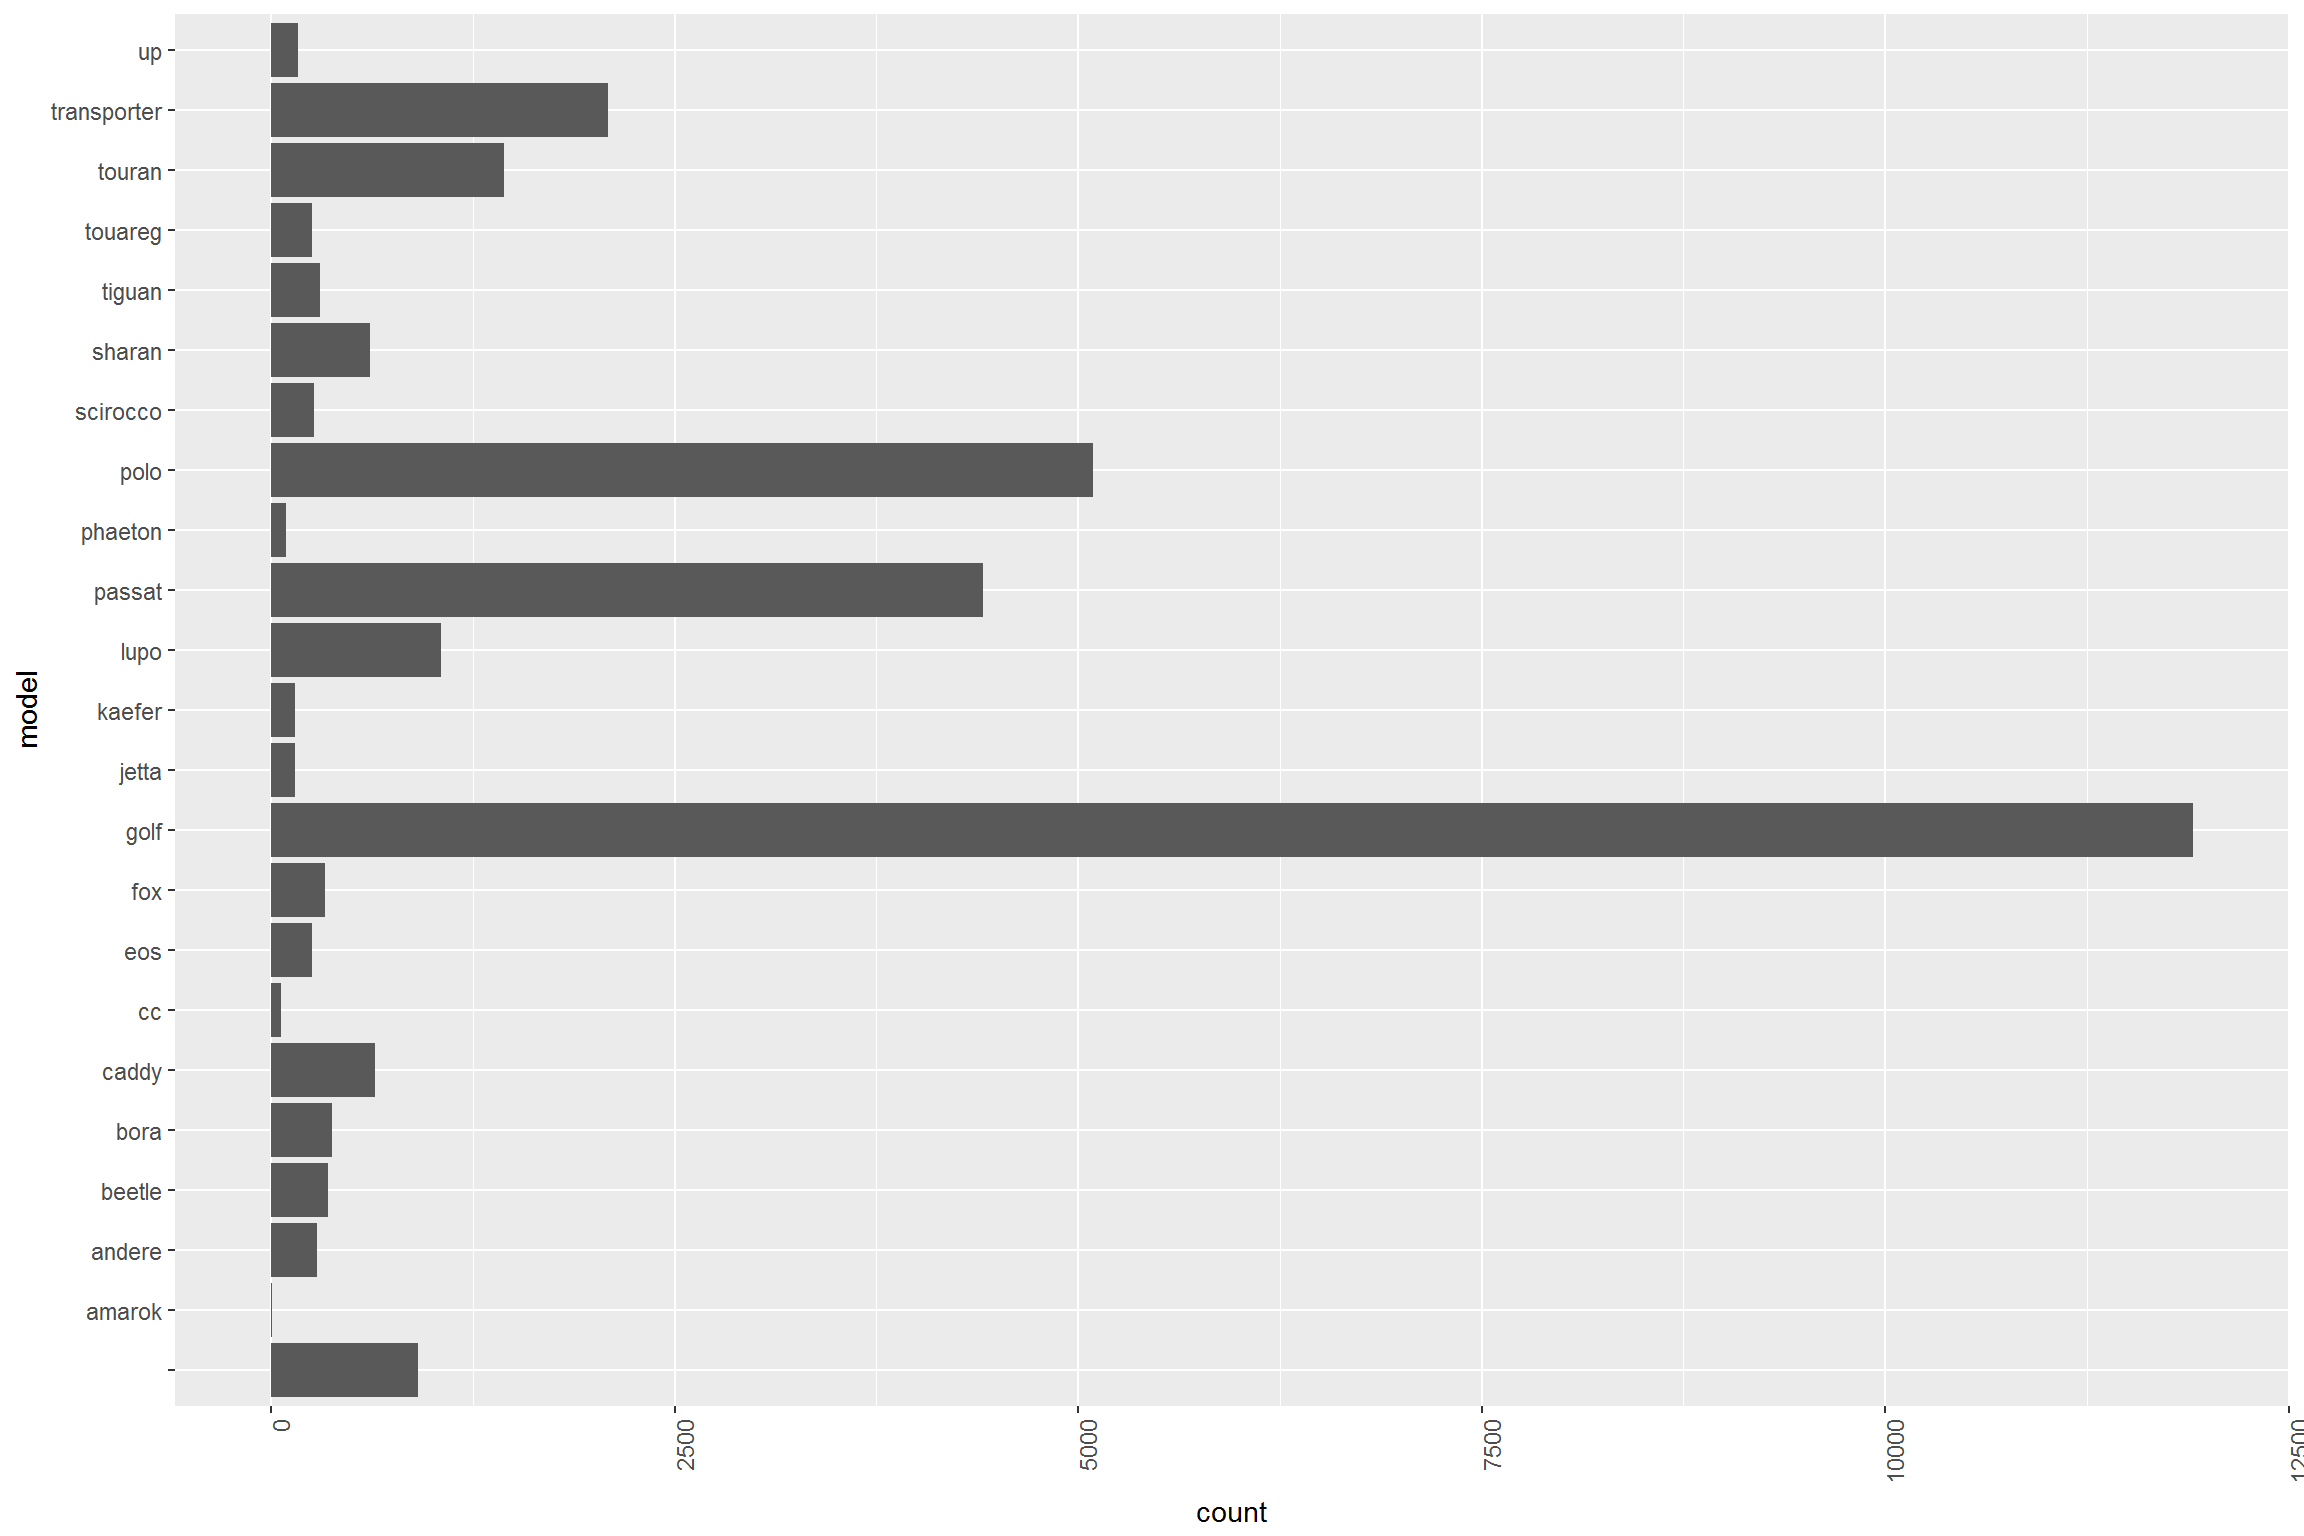 up
transporter
touran
touareg
tiguan
sharan
scirocco
polo
phaeton
passat
lupo
kaefer
jetta
golf
fox
eos
cc
caddy
bora
beetle
andere
amarok
model
0
2500
5000
7500
10000
12500
count